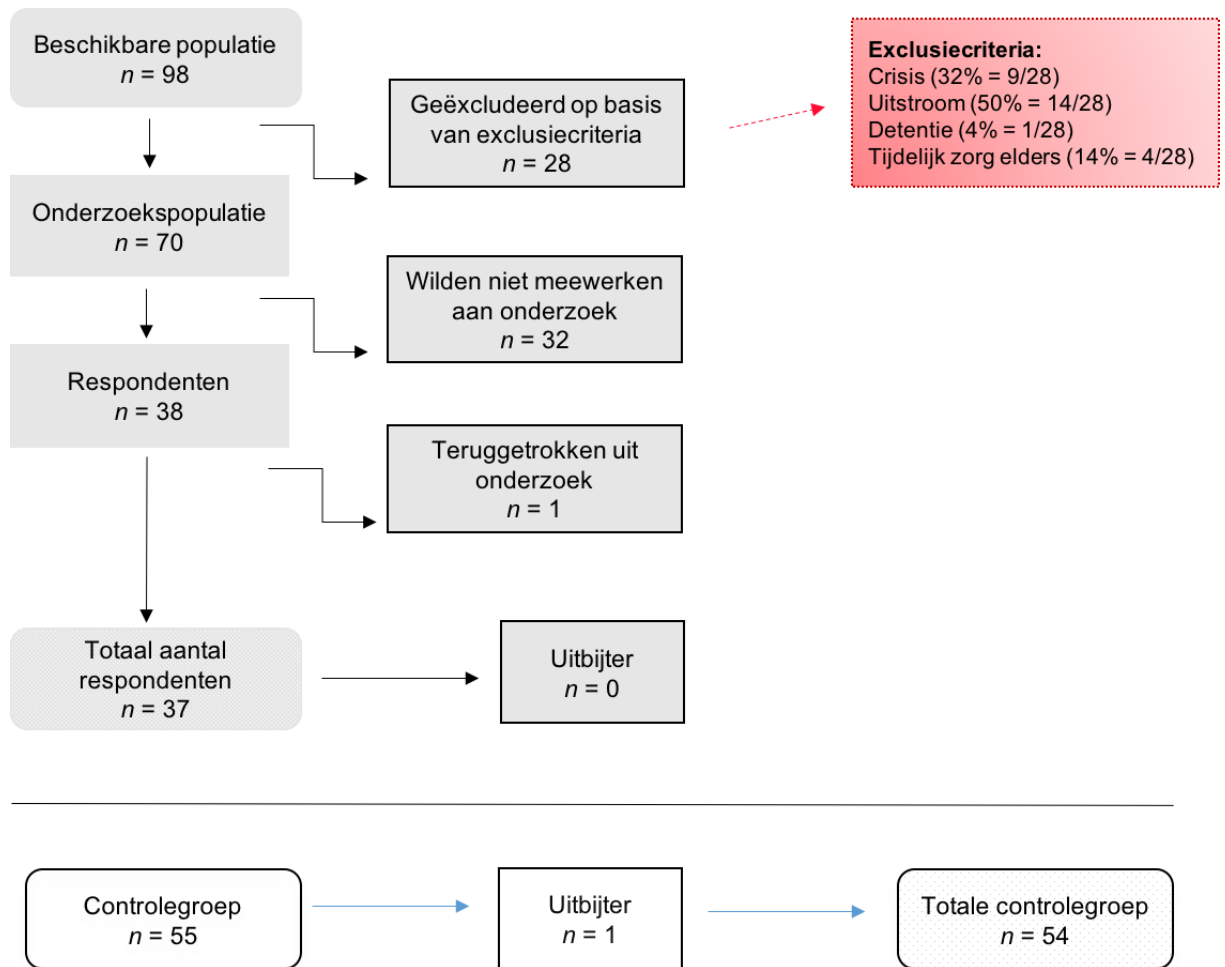 Beschikbare populatie
n = 98
Geëxcludeerd op basis
van exclusiecriteria
n = 28
Exclusiecriteria:
Crisis (32% = 9/28)
Uitstroom (50% = 14/28)
Detentie (4% = 1/28)
Tijdelijk zorg elders (14% = 4/28)
Onderzoekspopulatie
n = 70
Wilden niet meewerken
aan onderzoek
n = 32
Respondenten
n = 38
Teruggetrokken uit
onderzoek
n = 1
Totaal aantal
respondenten
n = 37
Uitbijter
n = 0
Controlegroep
n = 55
Uitbijter
n = 1
Totale controlegroep
n = 54